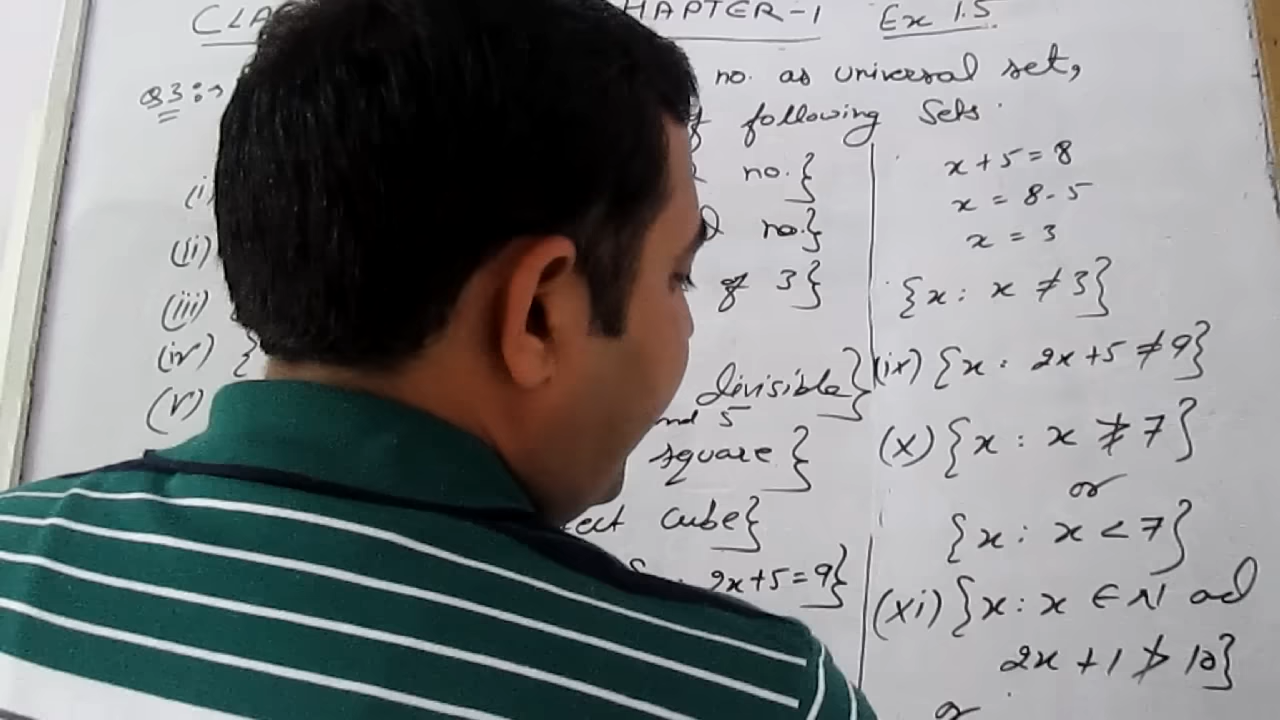 CLA HAPTER-1 Ex 1.5
Q3:→ no. as universal set,
following Sets.
(i) no.}
(ii) no.}
(iii) of 3}
(iv) {
(v) divisible}
and 5
square}
ect cube}
2x+5=9}
x+5=8
x = 8-5
x = 3
{x: x ≠ 3}
(ix) {x: 2x+5 ≠ 9}
(x) {x: x ≱ 7}
or
{x: x < 7}
(xi) {x: x ∈ N ad
2x + 1 ≯ 10}
or